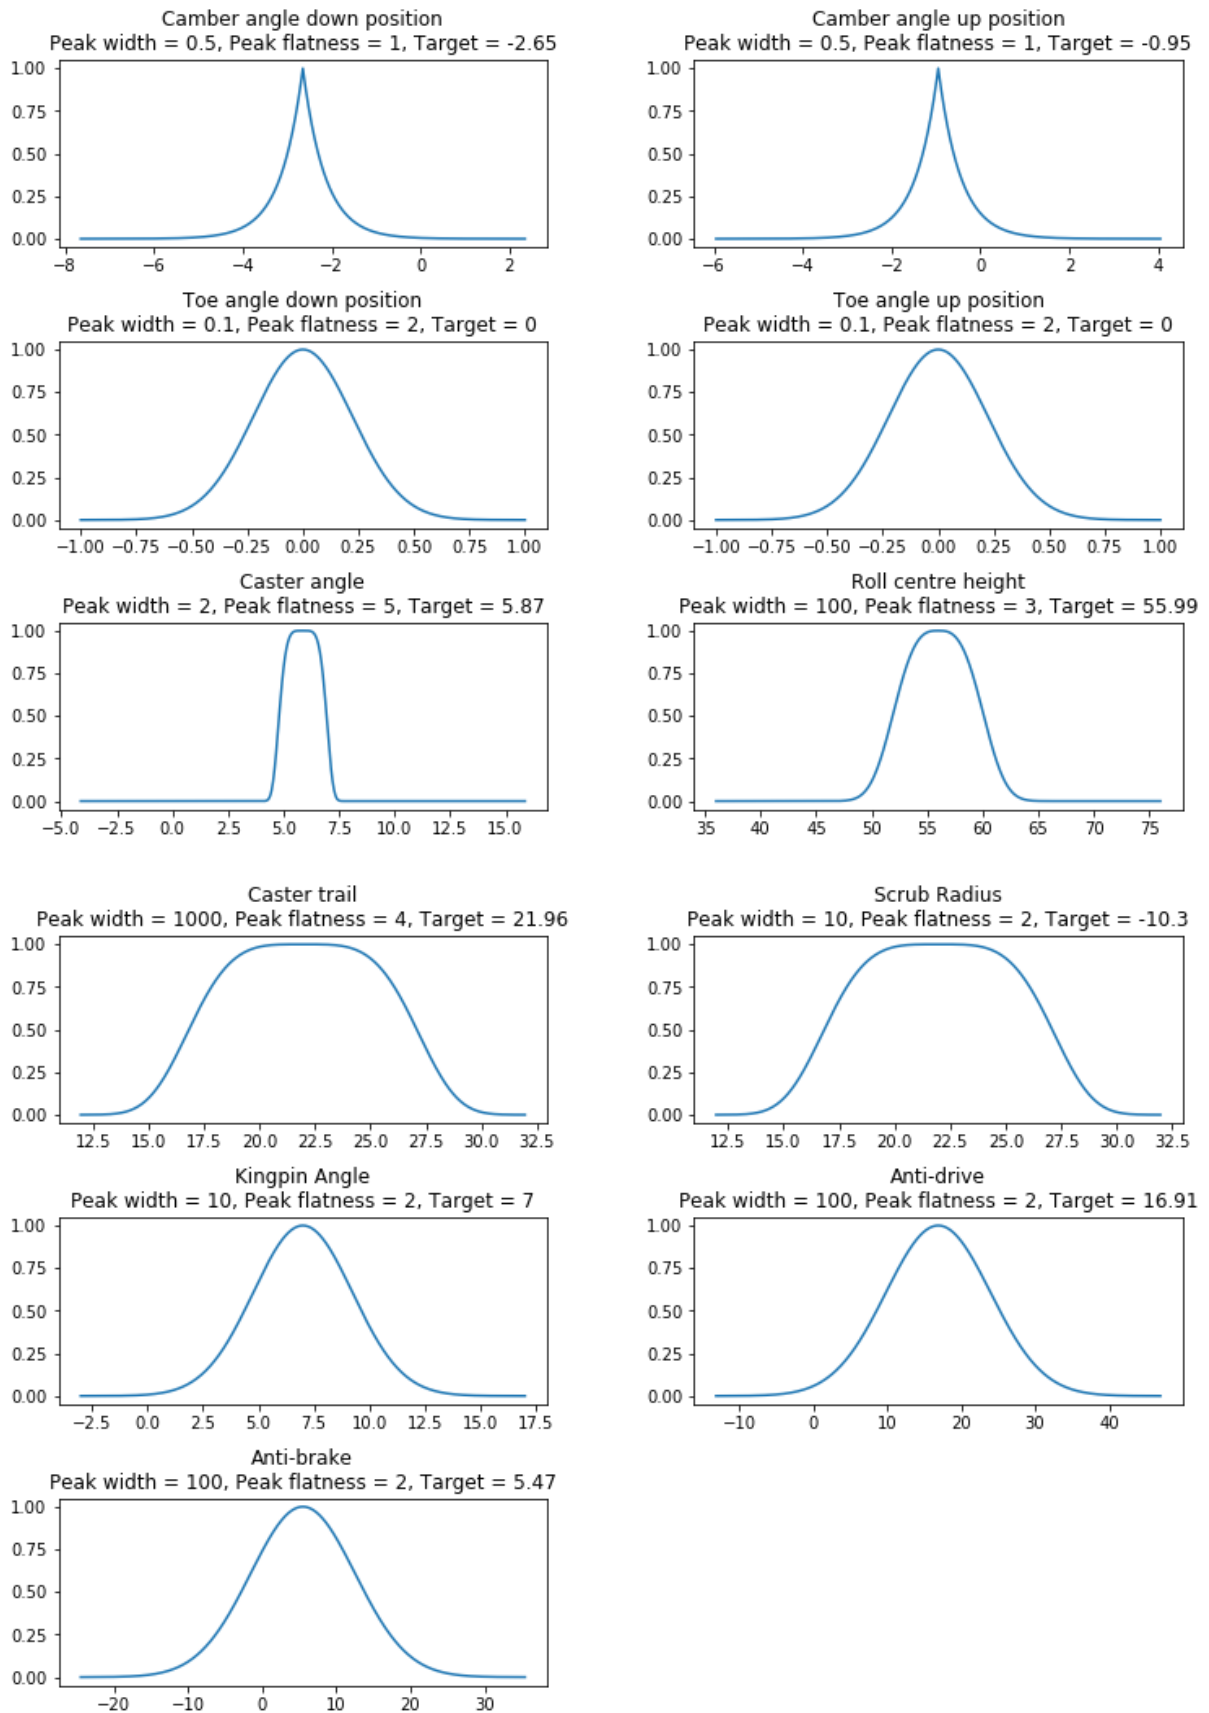 Camber angle down position
Peak width = 0.5, Peak flatness = 1, Target = -2.65
1.00
0.75
0.50
0.25
0.00
−8 −6 −4 −2 0 2
Camber angle up position
Peak width = 0.5, Peak flatness = 1, Target = -0.95
1.00
0.75
0.50
0.25
0.00
−6 −4 −2 0 2 4
Toe angle down position
Peak width = 0.1, Peak flatness = 2, Target = 0
1.00
0.75
0.50
0.25
0.00
−1.00 −0.75 −0.50 −0.25 0.00 0.25 0.50 0.75 1.00
Toe angle up position
Peak width = 0.1, Peak flatness = 2, Target = 0
1.00
0.75
0.50
0.25
0.00
−1.00 −0.75 −0.50 −0.25 0.00 0.25 0.50 0.75 1.00
Caster angle
Peak width = 2, Peak flatness = 5, Target = 5.87
1.00
0.75
0.50
0.25
0.00
−5.0 −2.5 0.0 2.5 5.0 7.5 10.0 12.5 15.0
Roll centre height
Peak width = 100, Peak flatness = 3, Target = 55.99
1.00
0.75
0.50
0.25
0.00
35 40 45 50 55 60 65 70 75
Caster trail
Peak width = 1000, Peak flatness = 4, Target = 21.96
1.00
0.75
0.50
0.25
0.00
12.5 15.0 17.5 20.0 22.5 25.0 27.5 30.0 32.5
Scrub Radius
Peak width = 10, Peak flatness = 2, Target = -10.3
1.00
0.75
0.50
0.25
0.00
12.5 15.0 17.5 20.0 22.5 25.0 27.5 30.0 32.5
Kingpin Angle
Peak width = 10, Peak flatness = 2, Target = 7
1.00
0.75
0.50
0.25
0.00
−2.5 0.0 2.5 5.0 7.5 10.0 12.5 15.0 17.5
Anti-drive
Peak width = 100, Peak flatness = 2, Target = 16.91
1.00
0.75
0.50
0.25
0.00
−10 0 10 20 30 40
Anti-brake
Peak width = 100, Peak flatness = 2, Target = 5.47
1.00
0.75
0.50
0.25
0.00
−20 −10 0 10 20 30